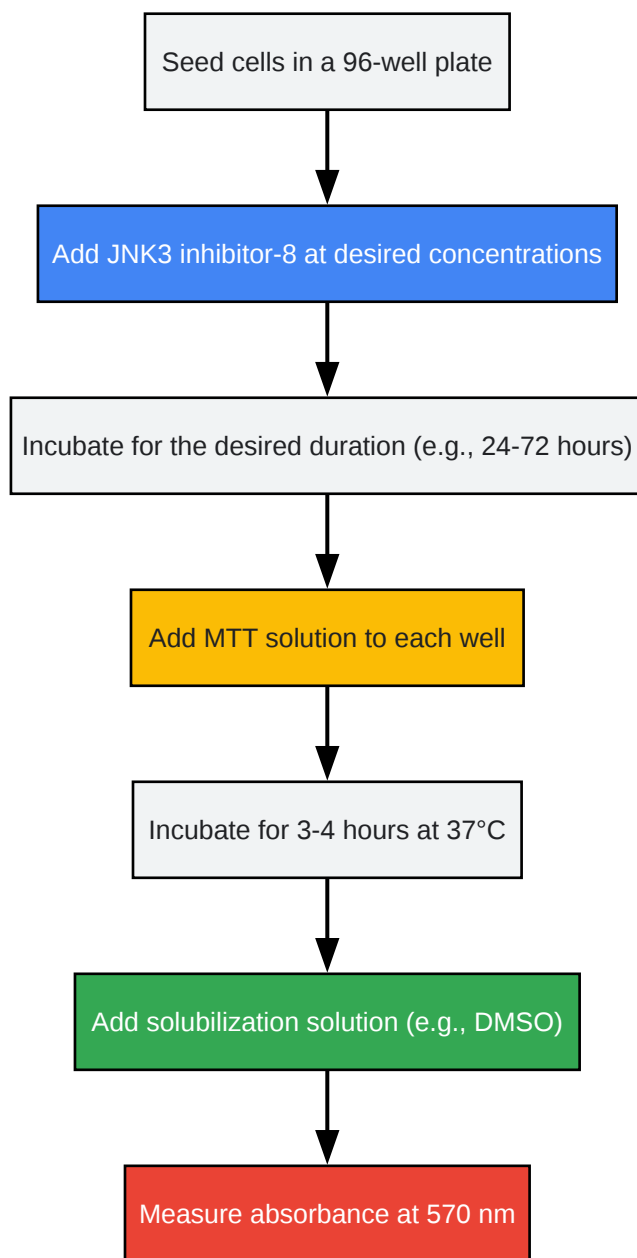 Seed cells in a 96-well plate
Add JNK3 inhibitor-8 at desired concentrations
Incubate for the desired duration (e.g., 24-72 hours)
Add MTT solution to each well
Incubate for 3-4 hours at 37°C
Add solubilization solution (e.g., DMSO)
Measure absorbance at 570 nm